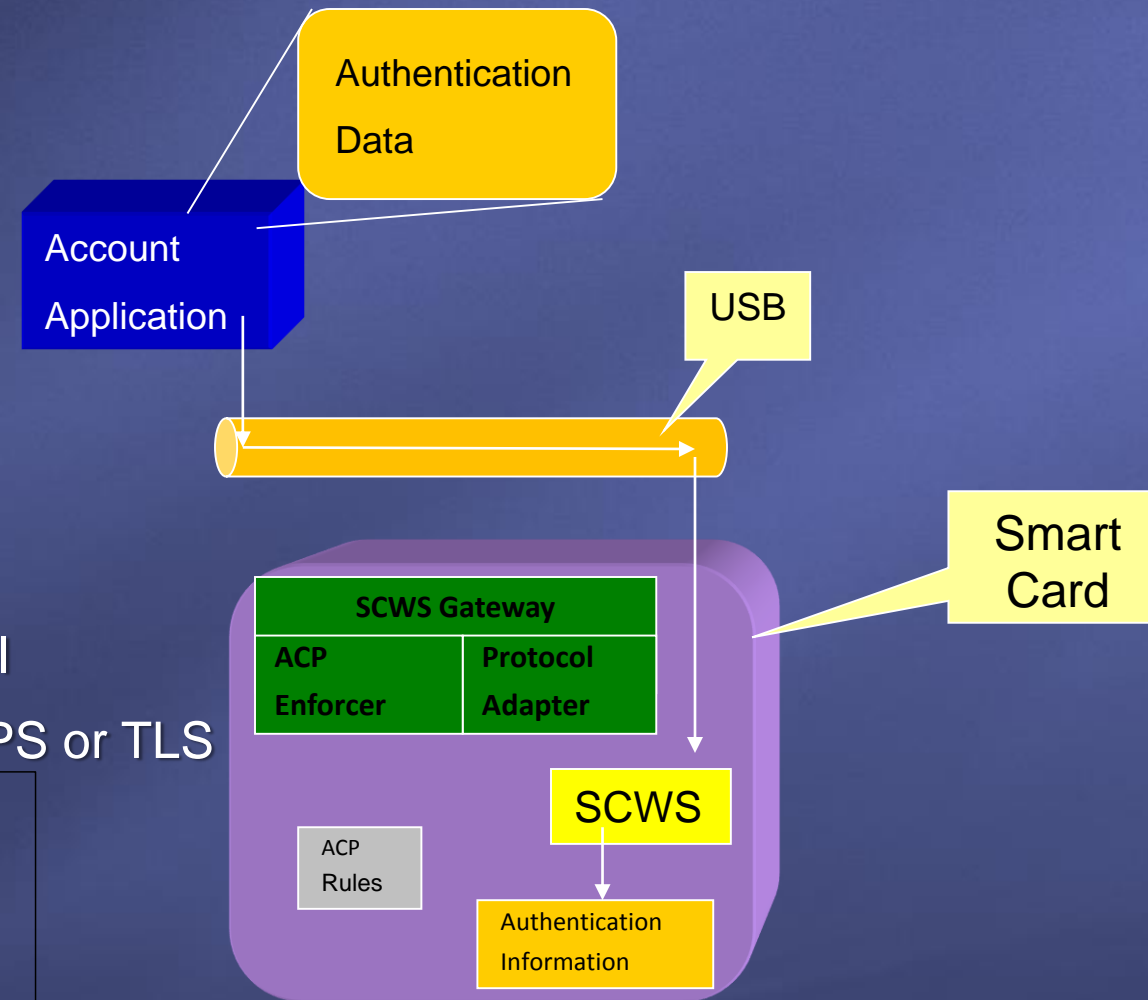 Authentication
Data
Account
Application
USB
Smart
Card
SCWS Gateway
ACP
Enforcer
Protocol
Adapter
l
PS or TLS
SCWS
ACP
Rules
Authentication
Information